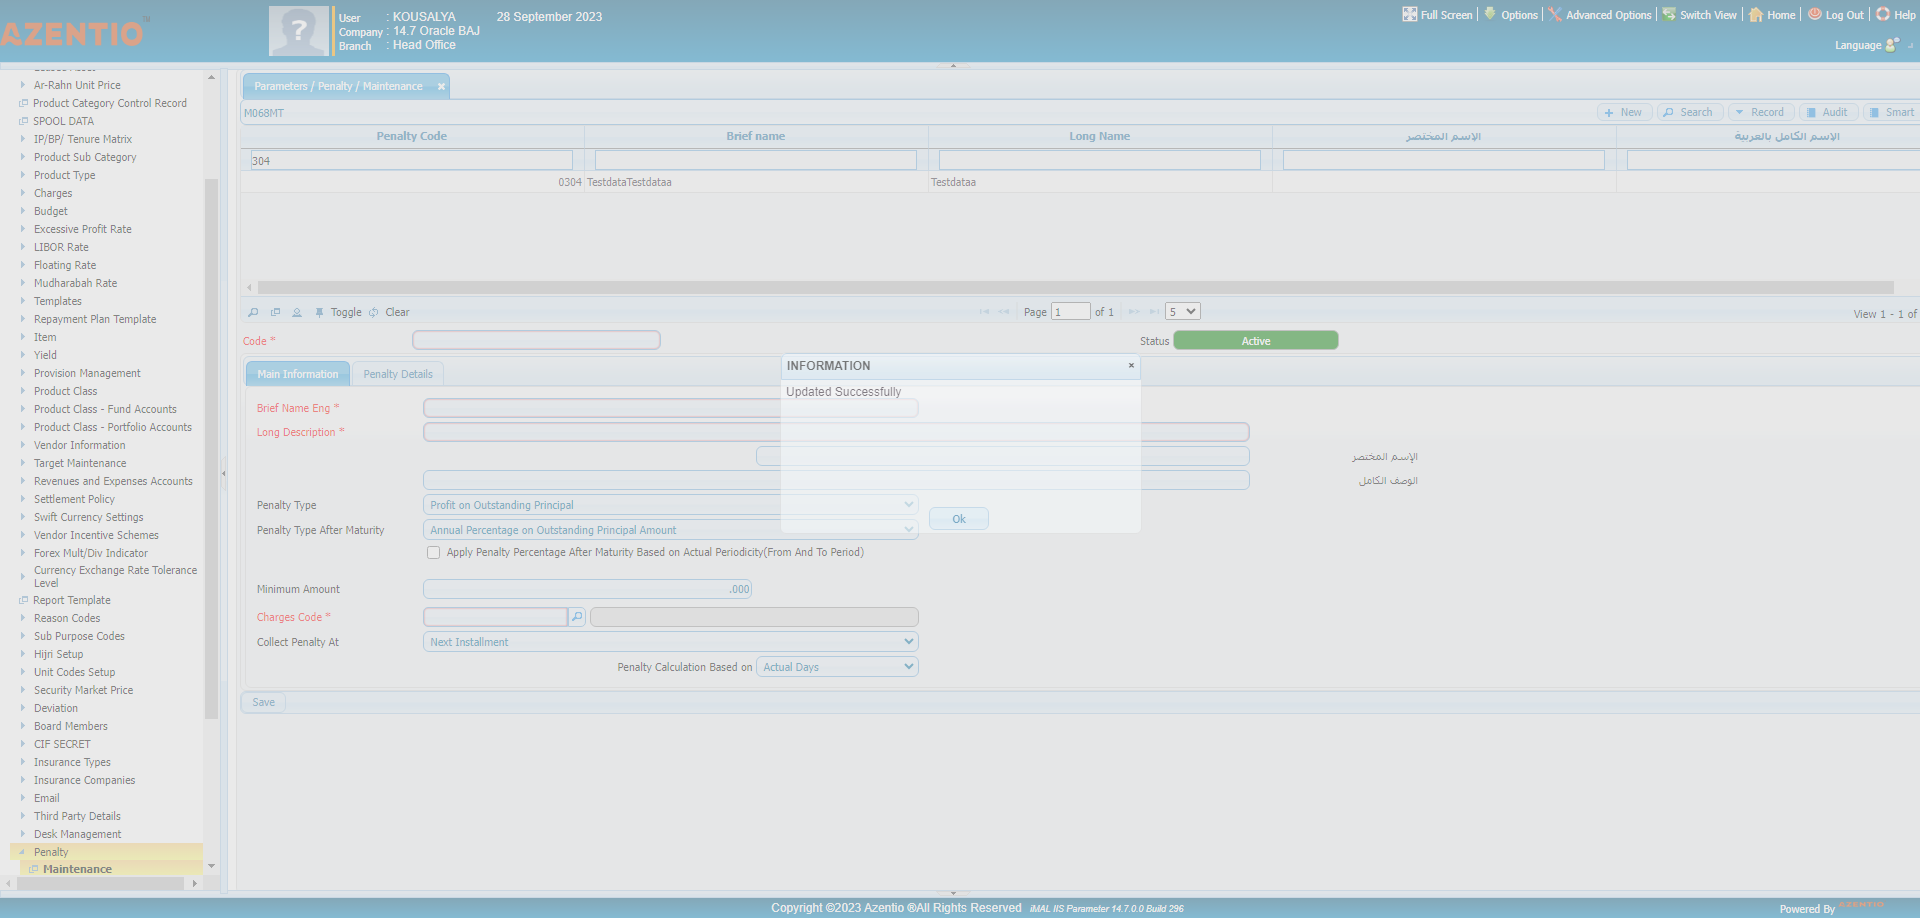 AZENTIO™
User : KOUSALYA 28 September 2023
Company : 14.7 Oracle BAJ
Branch : Head Office
Full Screen Options Advanced Options Switch View Home Log Out Help
Language
Ar-Rahn Unit Price
Product Category Control Record
SPOOL DATA
IP/BP/ Tenure Matrix
Product Sub Category
Product Type
Charges
Budget
Excessive Profit Rate
LIBOR Rate
Floating Rate
Mudharabah Rate
Templates
Repayment Plan Template
Item
Yield
Provision Management
Product Class
Product Class - Fund Accounts
Product Class - Portfolio Accounts
Vendor Information
Target Maintenance
Revenues and Expenses Accounts
Settlement Policy
Swift Currency Settings
Vendor Incentive Schemes
Forex Mult/Div Indicator
Currency Exchange Rate Tolerance
Level
Report Template
Reason Codes
Sub Purpose Codes
Hijri Setup
Unit Codes Setup
Security Market Price
Deviation
Board Members
CIF SECRET
Insurance Types
Insurance Companies
Email
Third Party Details
Desk Management
Penalty
Maintenance
Parameters / Penalty / Maintenance
M068MT
New Search Record Audit Smart
Penalty Code Brief name Long Name الإسم المختصر الإسم الكامل بالعربية
304
0304 TestdataTestdataa Testdataa
Toggle Clear Page 1 of 1 5 View 1 - 1 of
Code * Status Active
Main Information Penalty Details
INFORMATION
Updated Successfully
Ok
Brief Name Eng *
Long Description *
الإسم المختصر
الوصف الكامل
Penalty Type Profit on Outstanding Principal
Penalty Type After Maturity Annual Percentage on Outstanding Principal Amount
Apply Penalty Percentage After Maturity Based on Actual Periodicity(From And To Period)
Minimum Amount .000
Charges Code *
Collect Penalty At Next Installment
Penalty Calculation Based on Actual Days
Save
Copyright ©2023 Azentio ®All Rights Reserved iMAL IIS Parameter 14.7.0.0 Build 296
Powered By AZENTIO